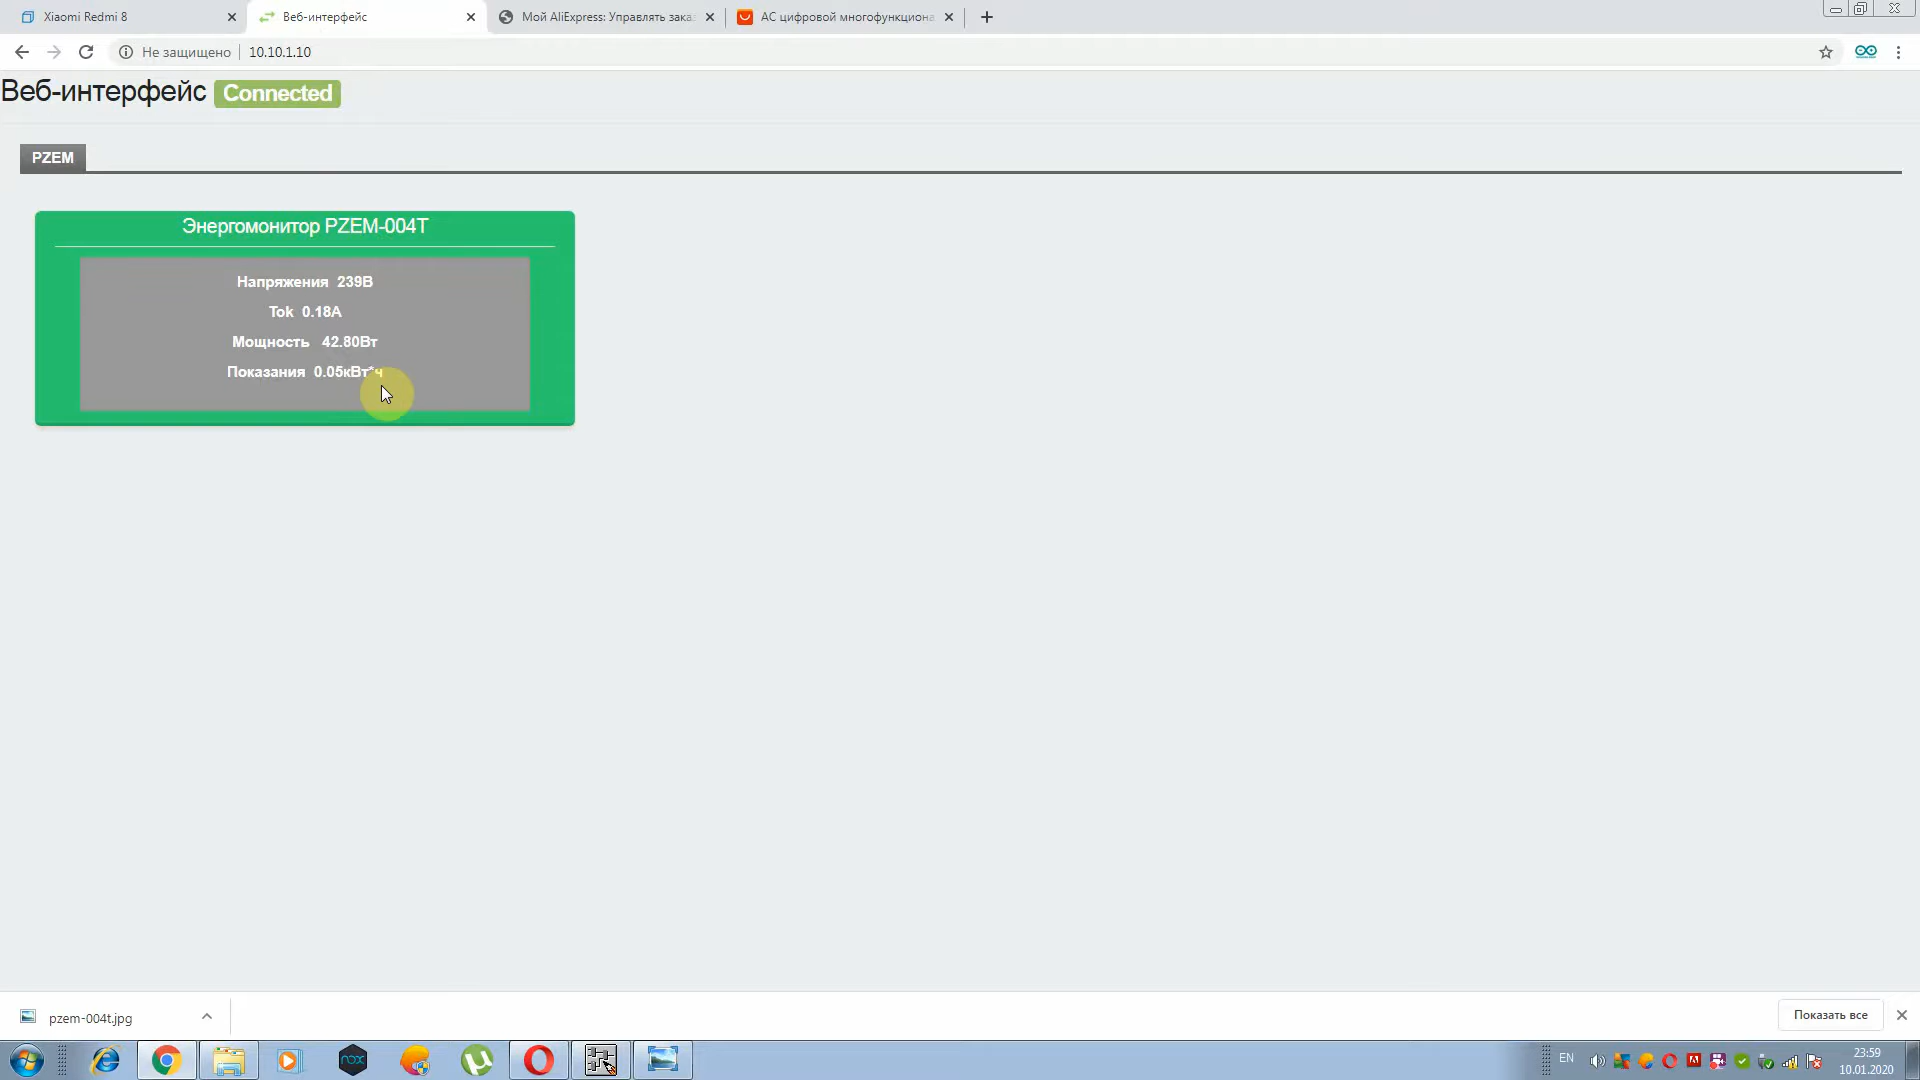 Xiaomi Redmi 8
Веб-интерфейс
Мой AliExpress: Управлять зака
АС цифровой многофункциона
Не защищено
10.10.1.10
Веб-интерфейс Connected
PZEM
Энергомонитор PZEM-004T
Напряжения 239В
Tok 0.18А
Мощность 42.80Вт
Показания 0.05кВт*ч
pzem-004t.jpg
Показать все
nox
EN
23:59
10.01.2020